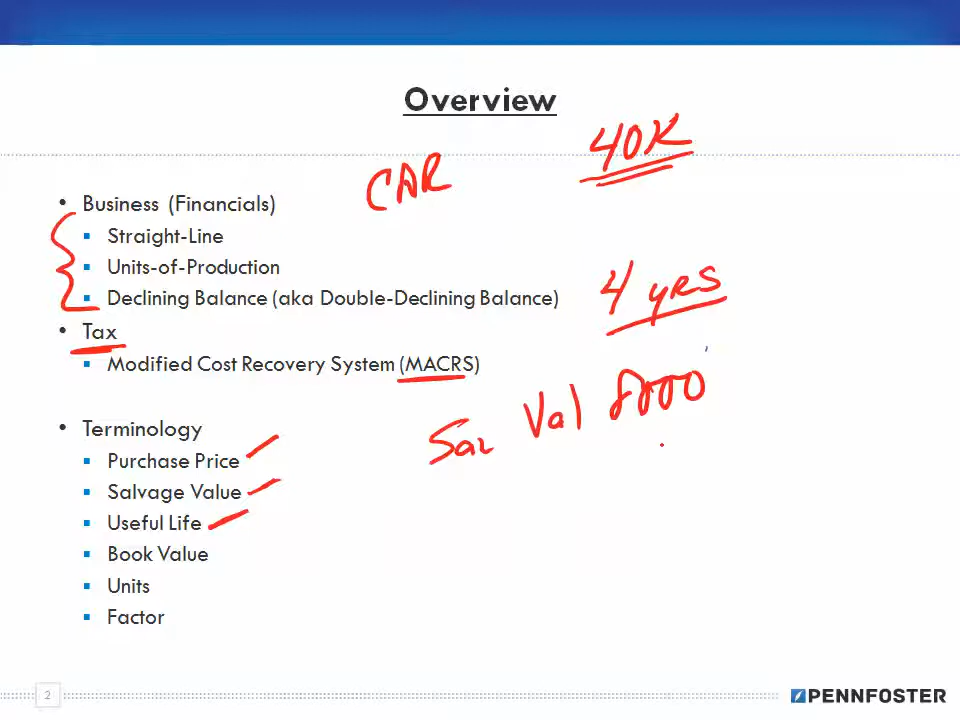 Overview
40K
CAR
• Business (Financials)
▪ Straight-Line
▪ Units-of-Production
▪ Declining Balance (aka Double-Declining Balance)
4 yrs
• Tax
▪ Modified Cost Recovery System (MACRS)
Sal Val 8000
• Terminology
▪ Purchase Price
▪ Salvage Value
▪ Useful Life
▪ Book Value
▪ Units
▪ Factor
2
PENNFOSTER